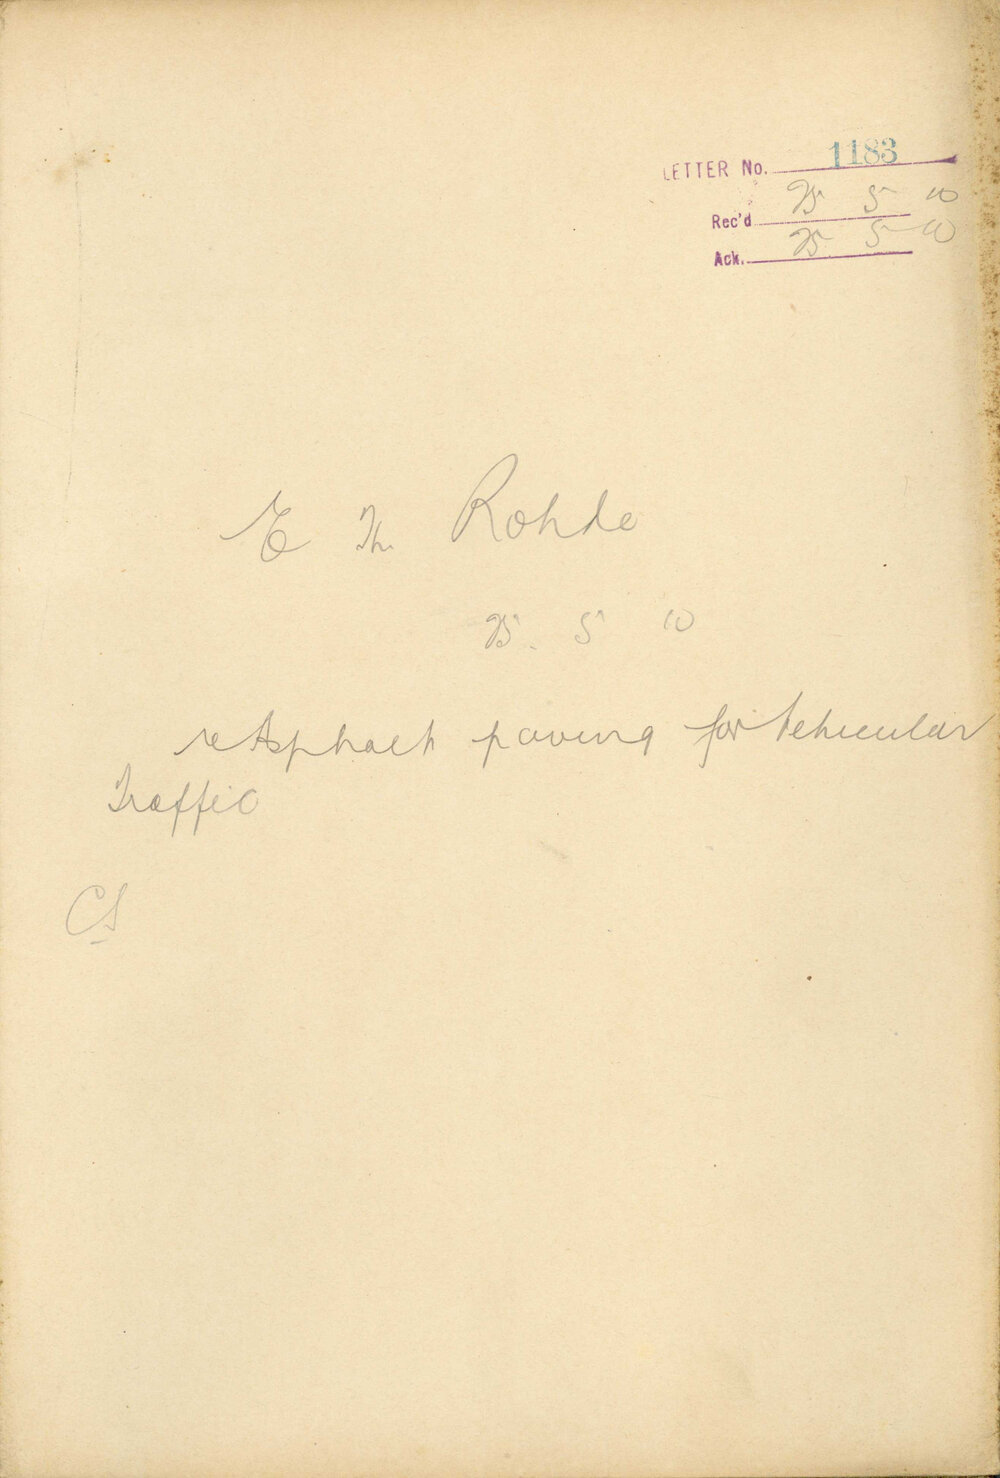 LETTER No. 1183
Rec'd 25 5 10
Ack. 25 5 10
E Th Rohde
25. 5 10
re Asphalt paving for Vehicular
Traffic
CS